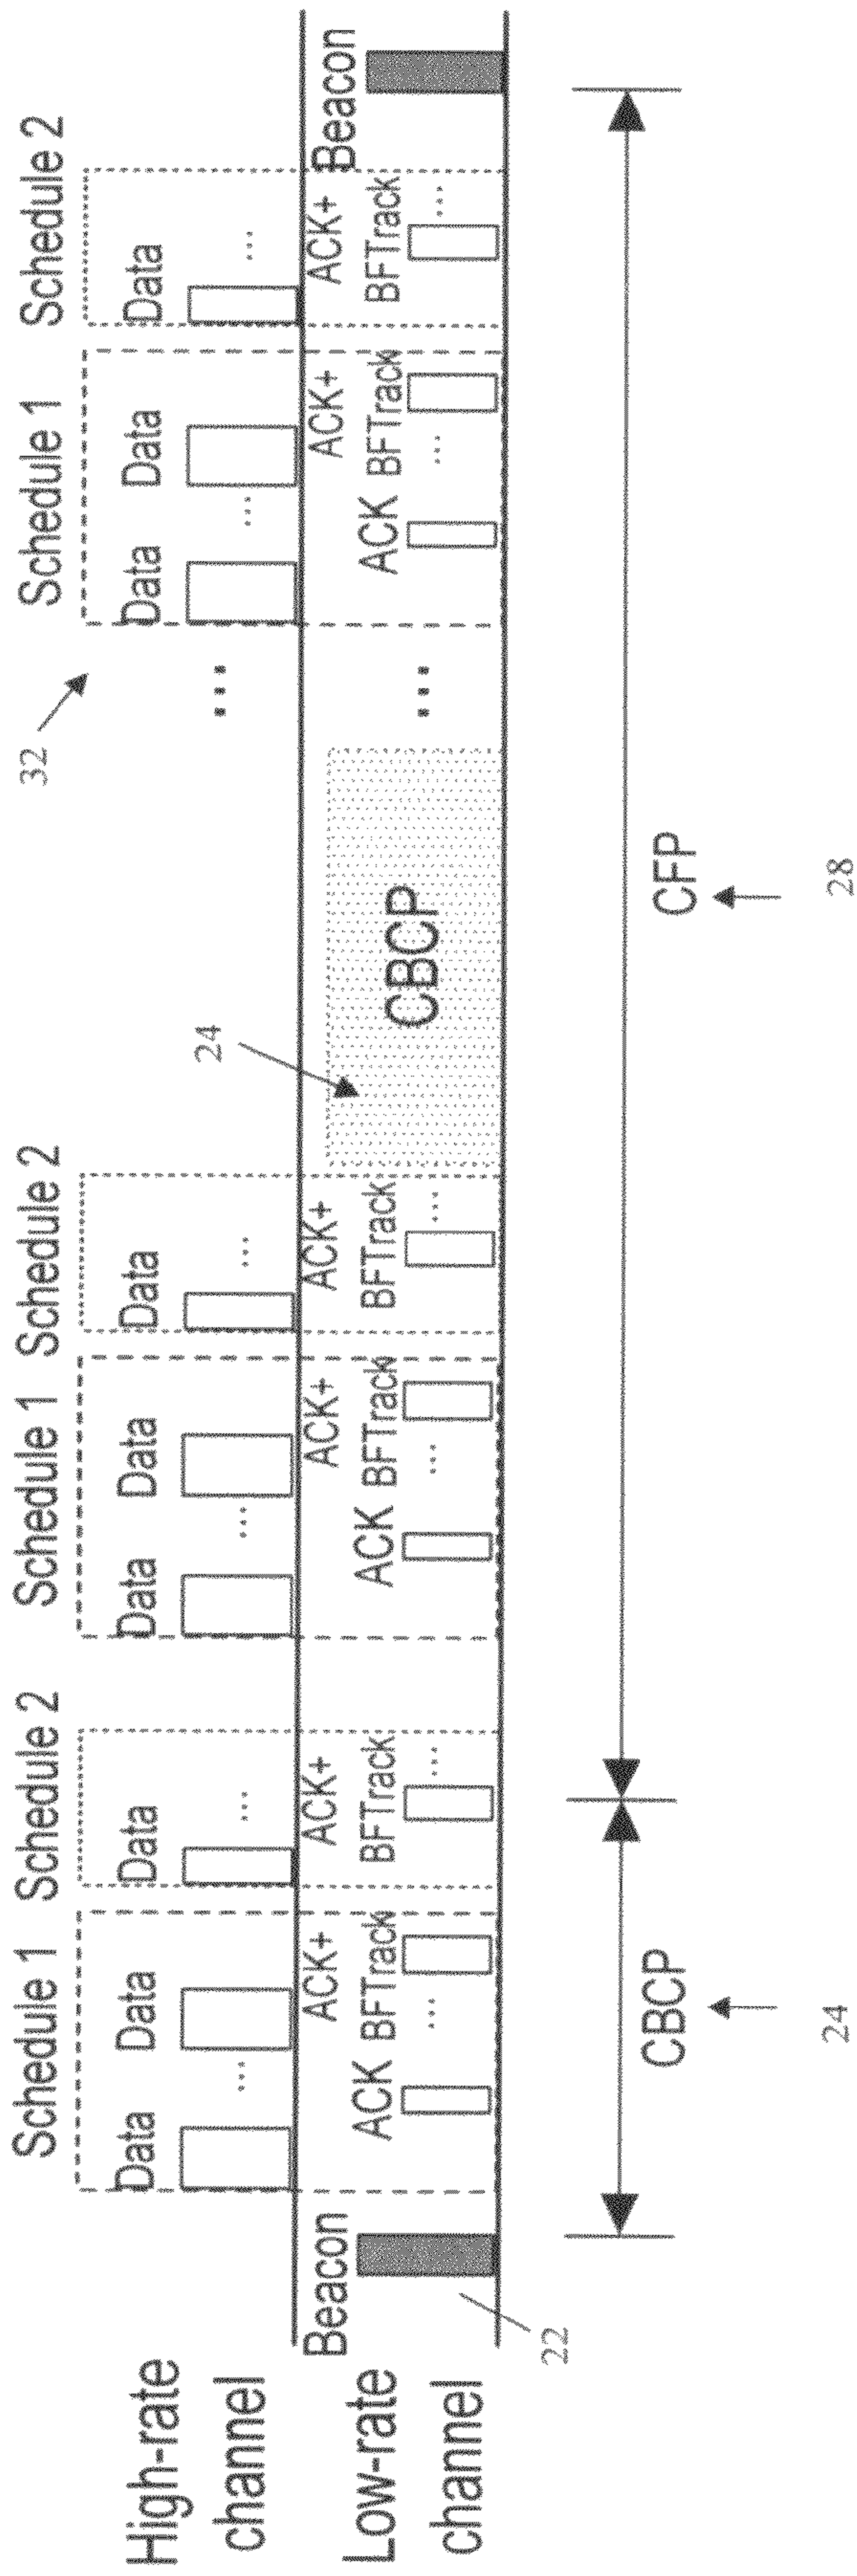 Schedule 1
Schedule 2
Schedule 1
Schedule 2
Schedule 1
Schedule 2
32
High-rate
channel
Data
...
Data
Data
...
Data
...
Data
Data
...
...
Data
...
Data
Data
...
Low-rate
channel
Beacon
22
ACK
...
ACK+
BFTrack
ACK+
BFTrack
...
ACK
...
ACK+
BFTrack
ACK+
BFTrack
...
24
CBCP
...
ACK
...
ACK+
BFTrack
ACK+
BFTrack
...
Beacon
CBCP
24
CFP
28